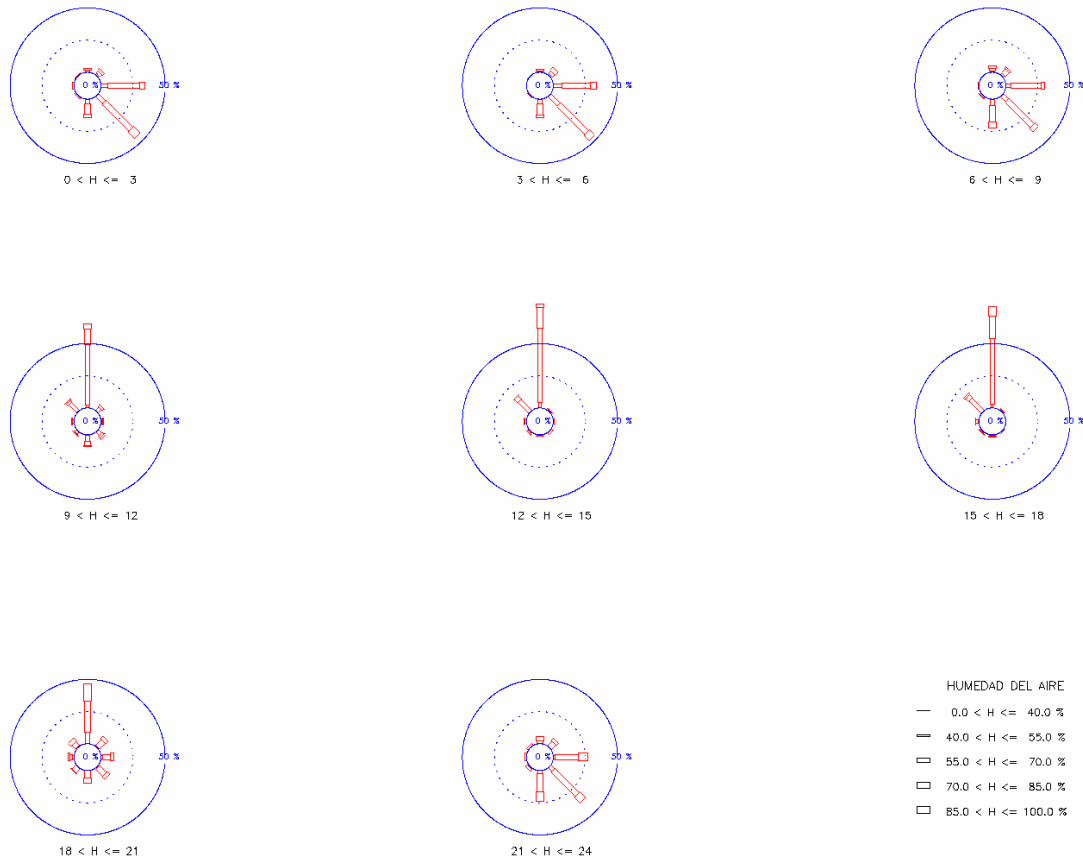 0 % 50 %
0 < H <= 3
0 % 50 %
3 < H <= 6
0 % 50 %
6 < H <= 9
0 % 50 %
9 < H <= 12
0 % 50 %
12 < H <= 15
0 % 50 %
15 < H <= 18
0 % 50 %
18 < H <= 21
0 % 50 %
21 < H <= 24
HUMEDAD DEL AIRE
0.0 < H <= 40.0 %
40.0 < H <= 55.0 %
55.0 < H <= 70.0 %
70.0 < H <= 85.0 %
85.0 < H <= 100.0 %